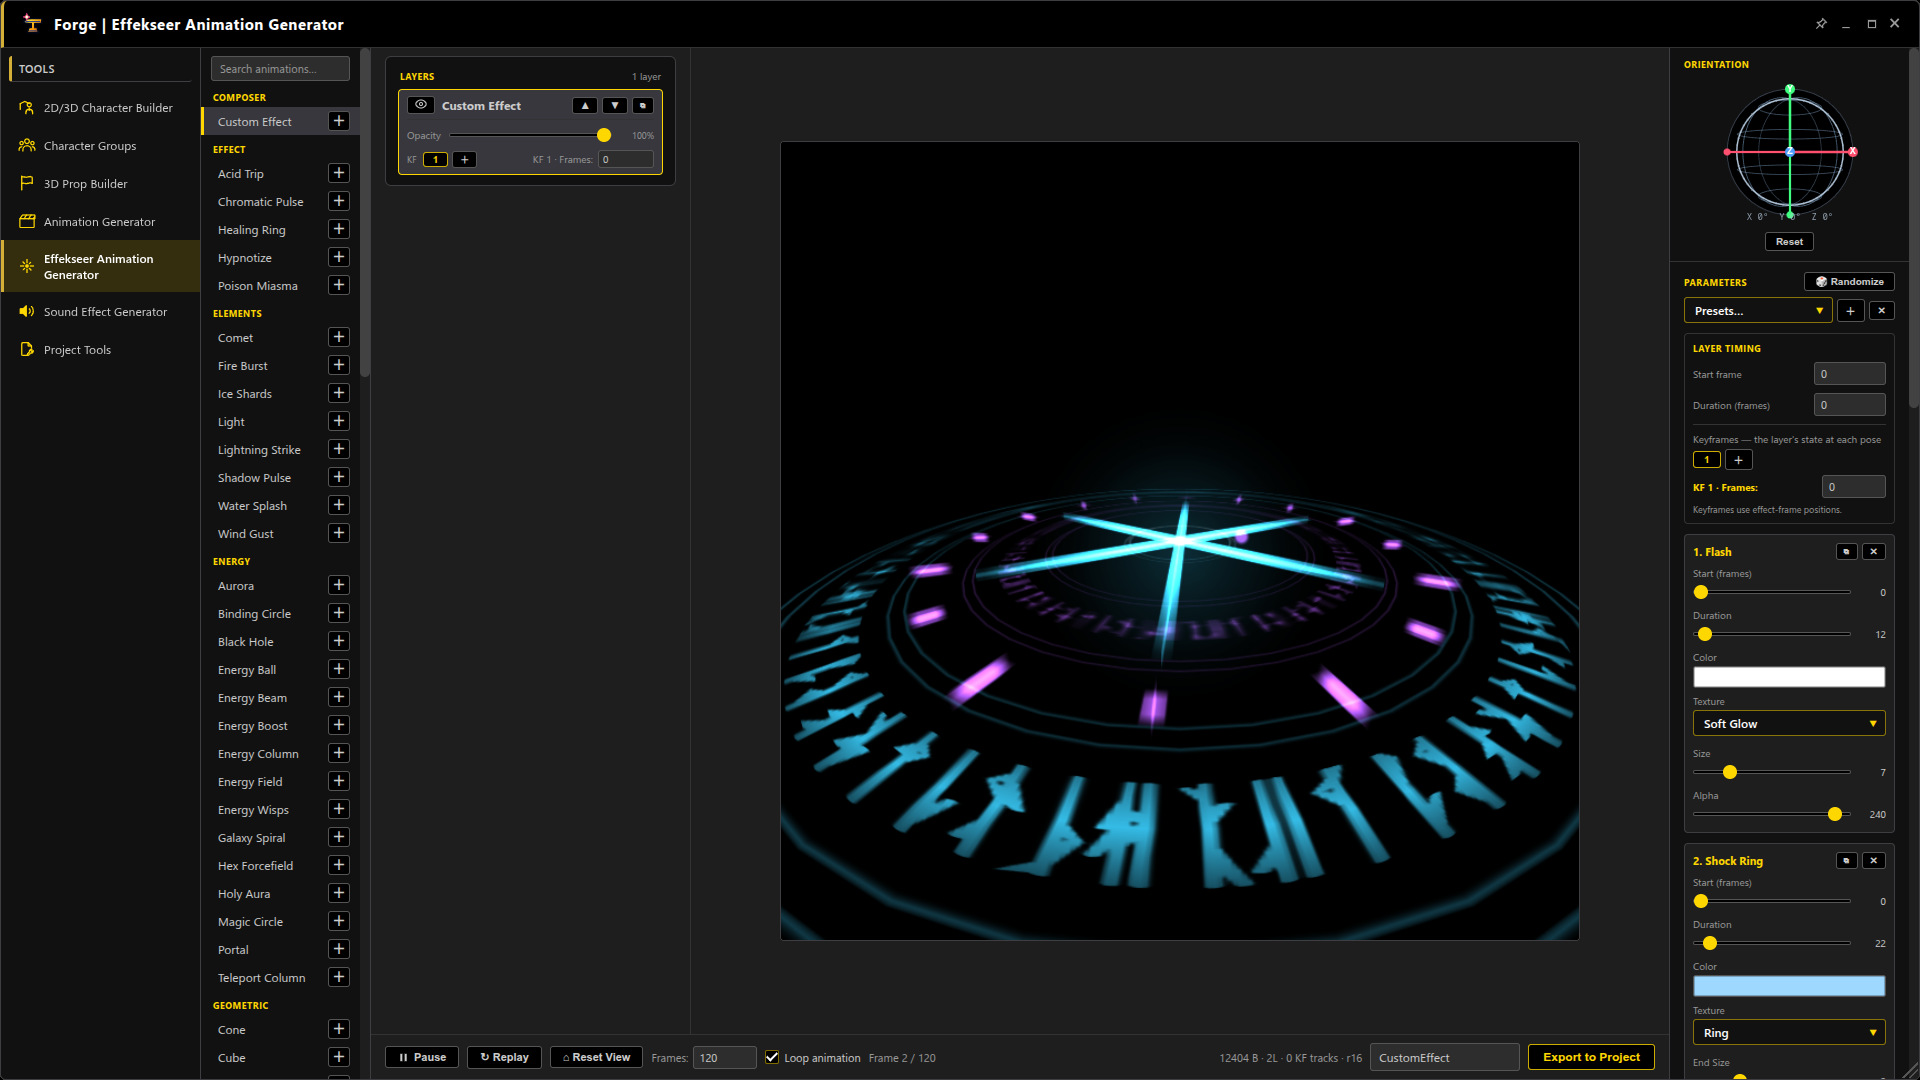 Forge | Effekseer Animation Generator
TOOLS
2D/3D Character Builder
Character Groups
3D Prop Builder
Animation Generator
Effekseer Animation
Generator
Sound Effect Generator
Project Tools
Search animations...
COMPOSER
Custom Effect +
EFFECT
Acid Trip +
Chromatic Pulse +
Healing Ring +
Hypnotize +
Poison Miasma +
ELEMENTS
Comet +
Fire Burst +
Ice Shards +
Light +
Lightning Strike +
Shadow Pulse +
Water Splash +
Wind Gust +
ENERGY
Aurora +
Binding Circle +
Black Hole +
Energy Ball +
Energy Beam +
Energy Boost +
Energy Column +
Energy Field +
Energy Wisps +
Galaxy Spiral +
Hex Forcefield +
Holy Aura +
Magic Circle +
Portal +
Teleport Column +
GEOMETRIC
Cone +
Cube +
LAYERS 1 layer
Custom Effect ▲ ▼
Opacity 100%
KF 1 + KF 1 · Frames: 0
Pause
↻ Replay
⌂ Reset View
Frames: 120
Loop animation
Frame 2 / 120
12404 B · 2L · 0 KF tracks · r16
CustomEffect
Export to Project
ORIENTATION
Y
Z
X
X 0° Y 0° Z 0°
Reset
PARAMETERS
Randomize
Presets... ▼ + ✕
LAYER TIMING
Start frame 0
Duration (frames) 0
Keyframes — the layer's state at each pose
1 +
KF 1 · Frames: 0
Keyframes use effect-frame positions.
1. Flash ✕
Start (frames)
0
Duration
12
Color
Texture
Soft Glow ▼
Size
7
Alpha
240
2. Shock Ring ✕
Start (frames)
0
Duration
22
Color
Texture
Ring ▼
End Size